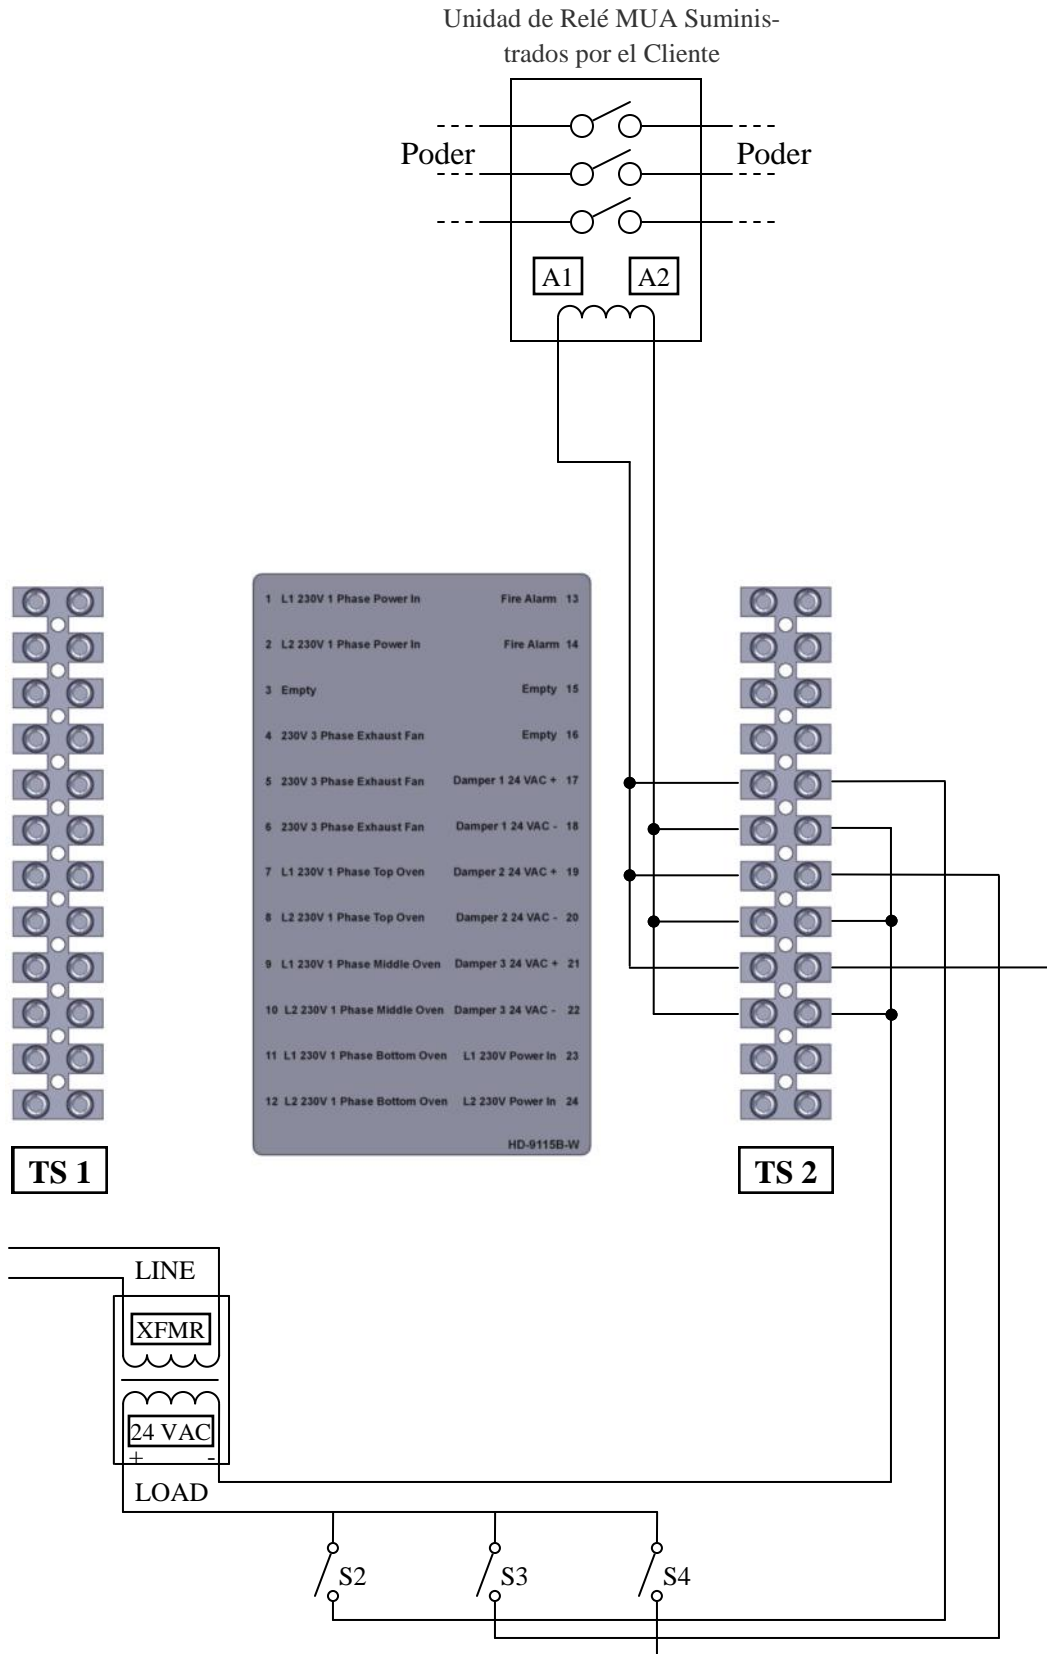 Unidad de Relé MUA Suminis-
trados por el Cliente
Poder
Poder
A1
A2
1 L1 230V 1 Phase Power In
Fire Alarm 13
2 L2 230V 1 Phase Power In
Fire Alarm 14
3 Empty
Empty 15
4 230V 3 Phase Exhaust Fan
Empty 16
5 230V 3 Phase Exhaust Fan
Damper 1 24 VAC + 17
6 230V 3 Phase Exhaust Fan
Damper 1 24 VAC - 18
7 L1 230V 1 Phase Top Oven
Damper 2 24 VAC + 19
8 L2 230V 1 Phase Top Oven
Damper 2 24 VAC - 20
9 L1 230V 1 Phase Middle Oven
Damper 3 24 VAC + 21
10 L2 230V 1 Phase Middle Oven
Damper 3 24 VAC - 22
11 L1 230V 1 Phase Bottom Oven
L1 230V Power In 23
12 L2 230V 1 Phase Bottom Oven
L2 230V Power In 24
HD-9115B-W
TS 1
TS 2
LINE
XFMR
24 VAC
+ -
LOAD
S2
S3
S4